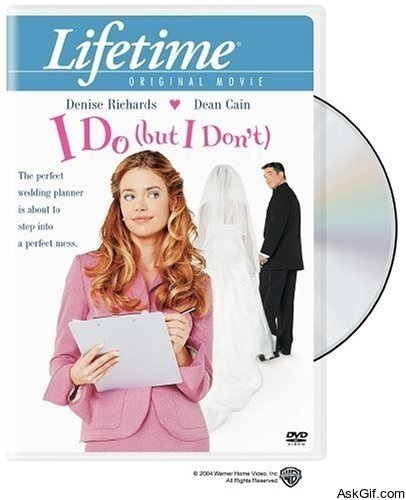 Lifetime®
ORIGINAL MOVIE
Denise Richards ♥ Dean Cain
I Do (but I Don't)
The perfect
wedding planner
is about to
step into
a perfect mess.
DVD
VIDEO
© 2004 Warner Home Video, Inc.
All Rights Reserved.
AskGif.com